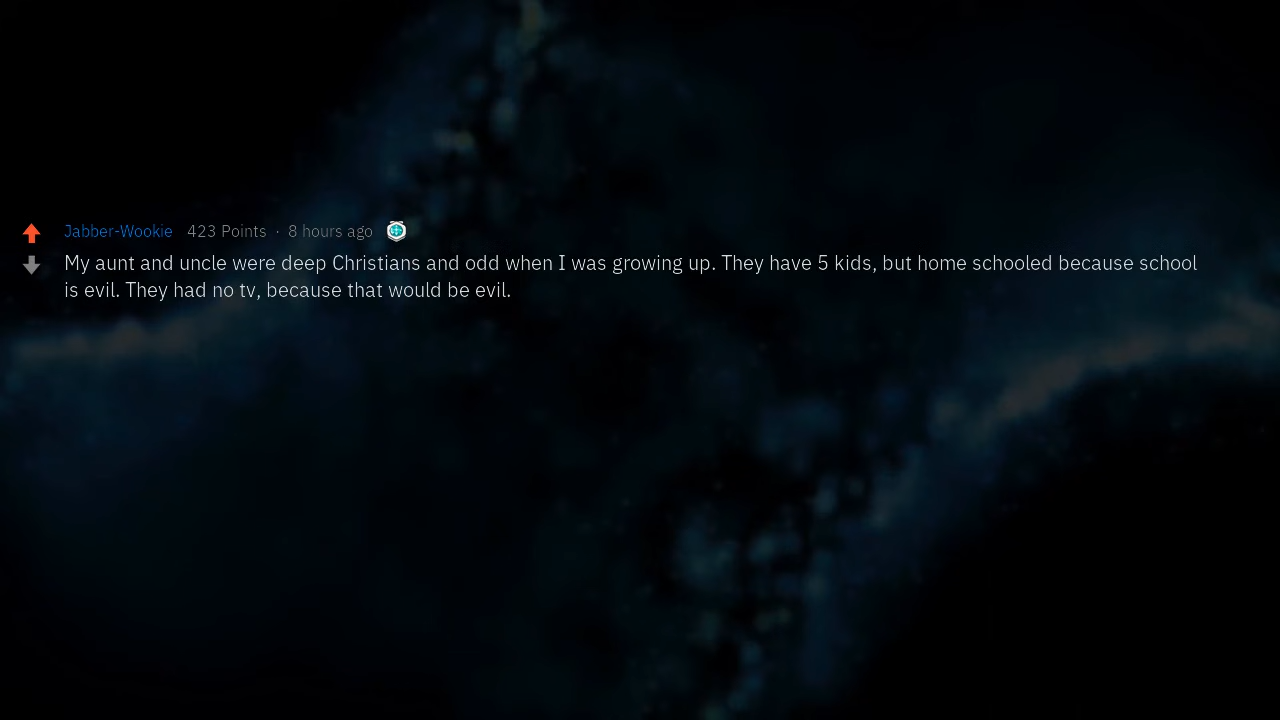 Jabber-Wookie 423 Points · 8 hours ago
My aunt and uncle were deep Christians and odd when I was growing up. They have 5 kids, but home schooled because school
is evil. They had no tv, because that would be evil.